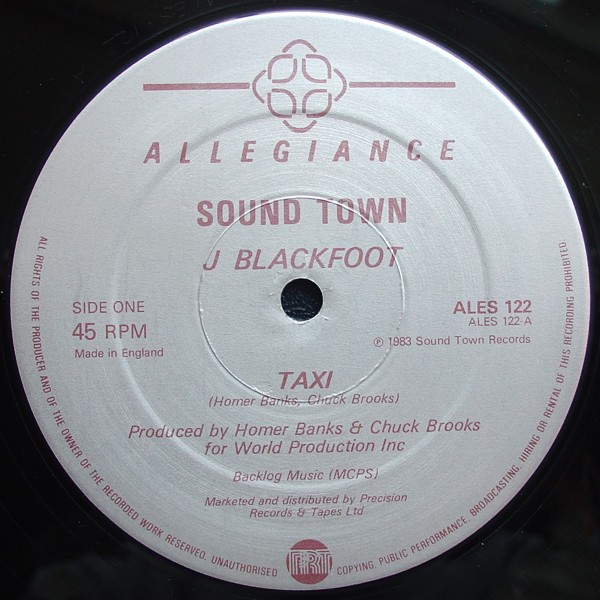 ALLEGIANCE
SOUND TOWN
J BLACKFOOT
SIDE ONE
45 RPM
Made in England
ALES 122
ALES 122-A
℗ 1983 Sound Town Records
TAXI
(Homer Banks, Chuck Brooks)
Produced by Homer Banks & Chuck Brooks
for World Production Inc
Backlog Music (MCPS)
Marketed and distributed by Precision
Records & Tapes Ltd
ALL RIGHTS OF THE PRODUCER AND OF THE OWNER OF THE RECORDED WORK RESERVED. UNAUTHORISED COPYING, PUBLIC PERFORMANCE, BROADCASTING, HIRING OR RENTAL OF THIS RECORDING PROHIBITED.
PRT